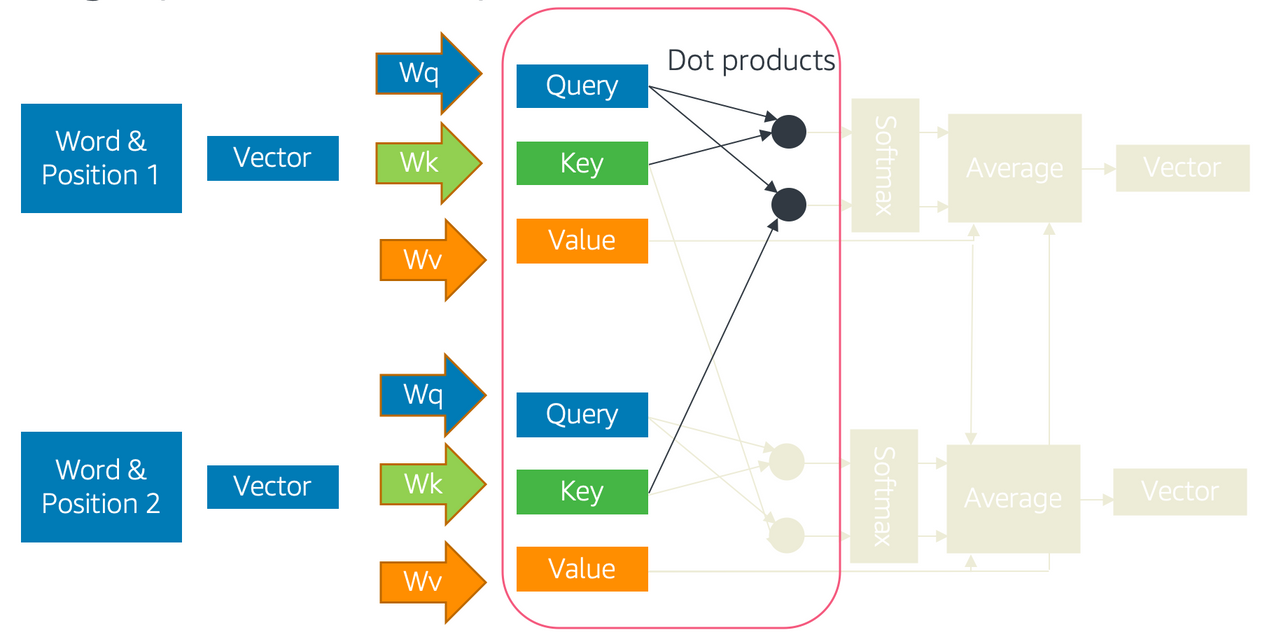 Wq
Dot products
Query
Word &
Position 1
Vector
Wk
Key
Softmax
Average
Vector
Wv
Value
Wq
Query
Word &
Position 2
Vector
Wk
Key
Softmax
Average
Vector
Wv
Value